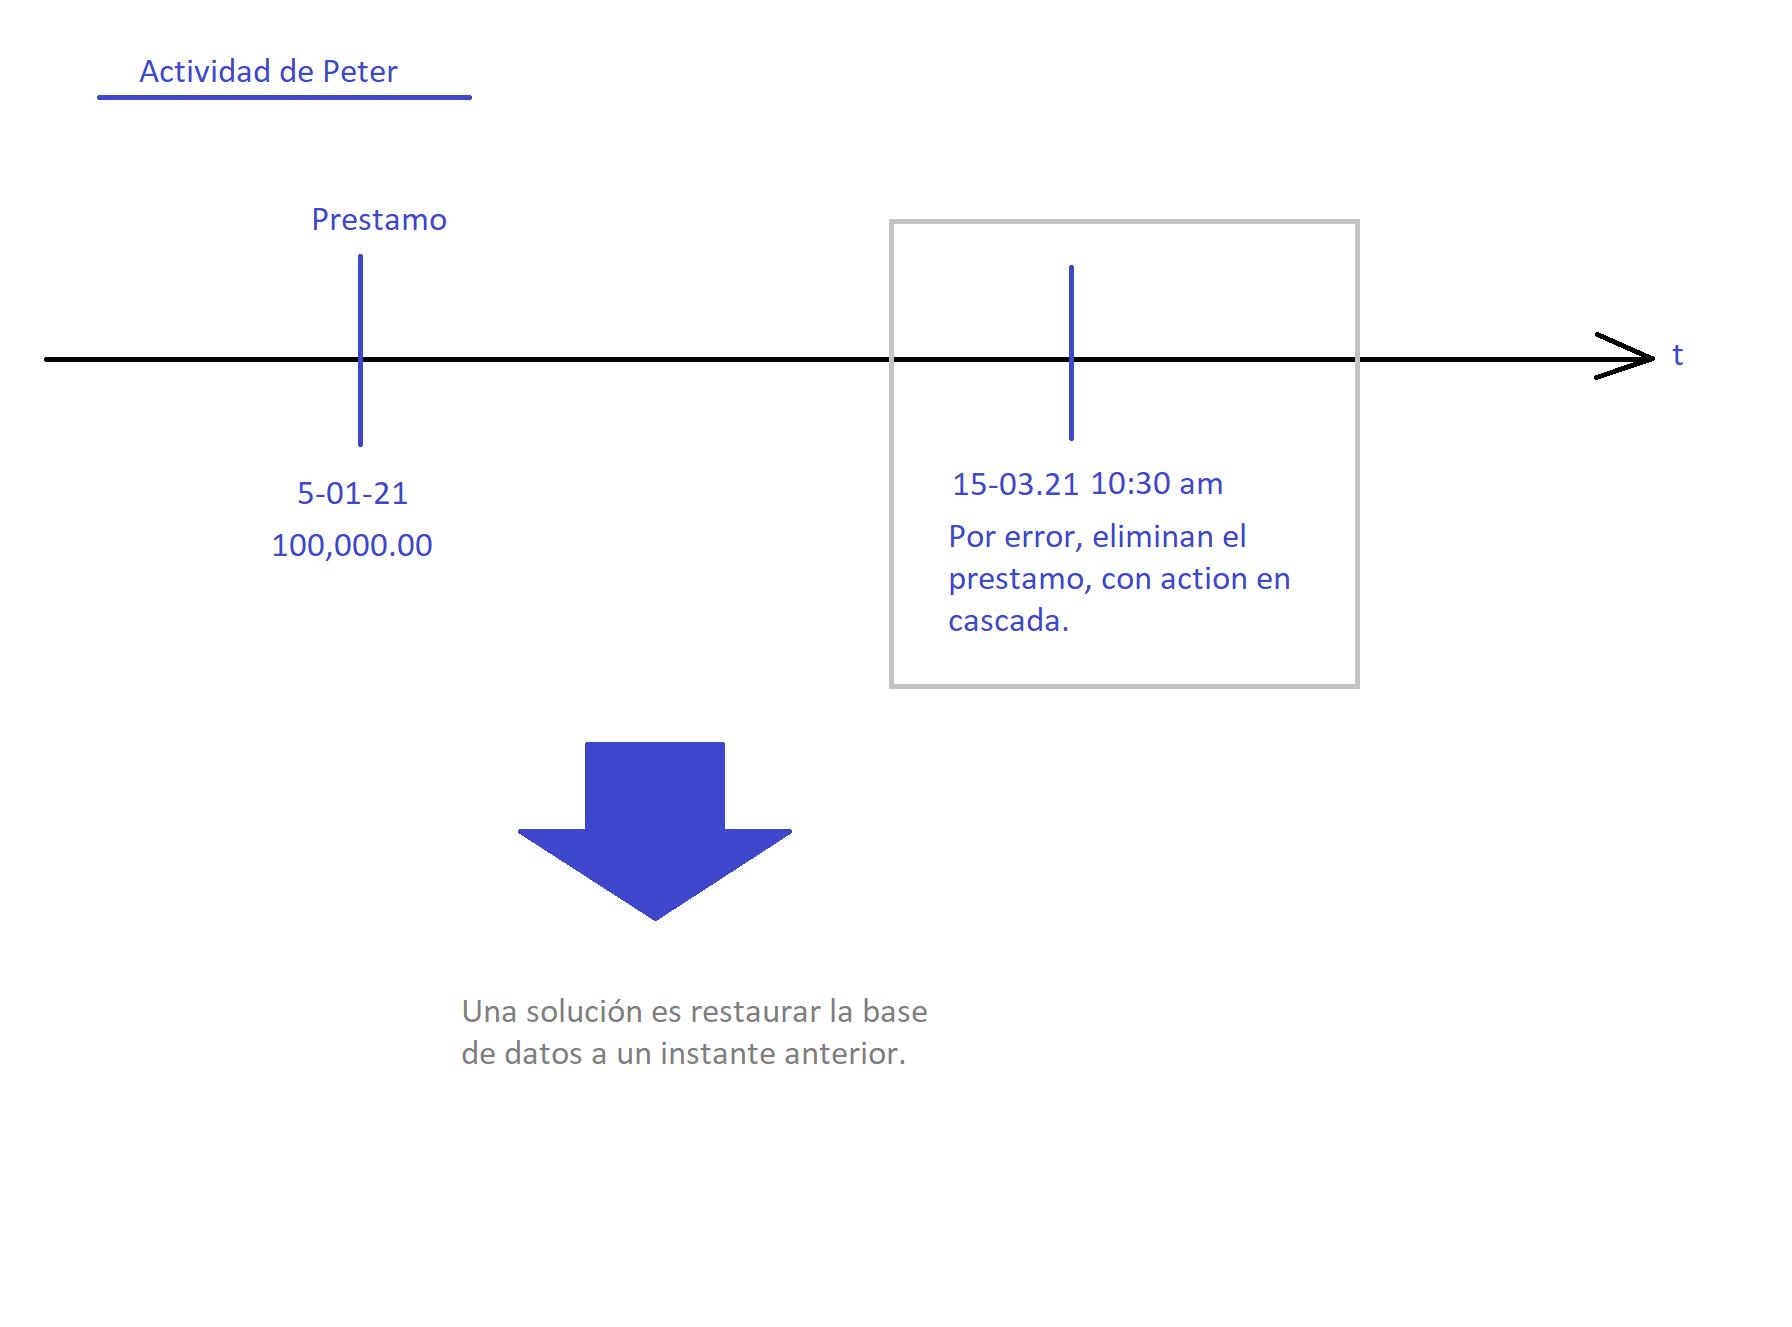 Actividad de Peter
Prestamo
t
5-01-21
100,000.00
15-03.21 10:30 am
Por error, eliminan el
prestamo, con action en
cascada.
Una solución es restaurar la base
de datos a un instante anterior.